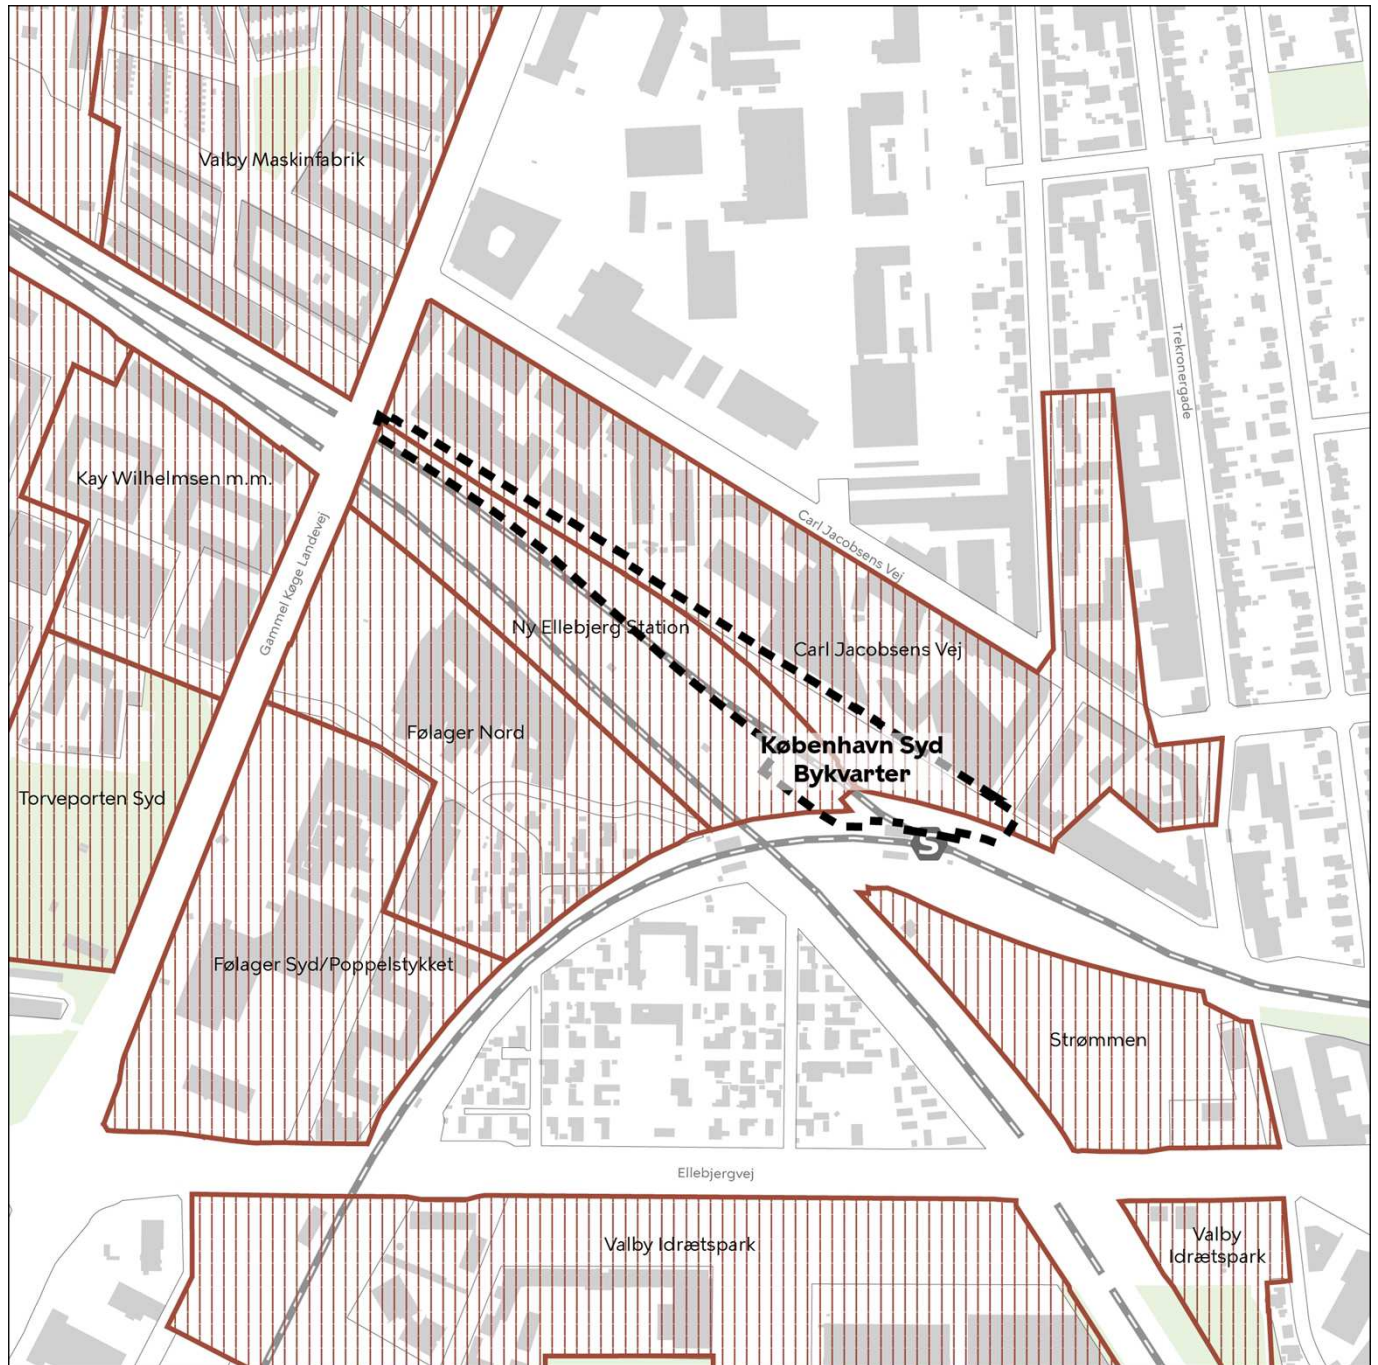 Valby Maskinfabrik
Trekronergade
Kay Wilhelmsen m.m.
Carl Jacobsens Vej
Gammel Køge Landevej
Ny Ellebjerg Station
Carl Jacobsens Vej
Følager Nord
København Syd
Bykvarter
Torveporten Syd
S
Følager Syd/Poppelstykket
Strømmen
Ellebjergvej
Valby Idrætspark
Valby
Idrætspark